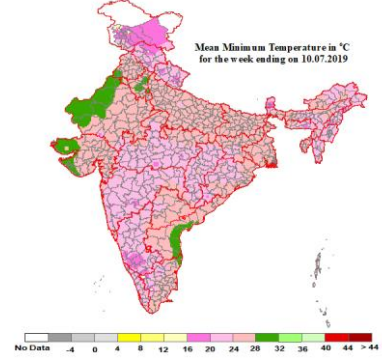 Mean Minimum Temperature in °C
for the week ending on 10.07.2019
No Data -4 0 4 8 12 16 20 24 28 32 36 40 44 > 44